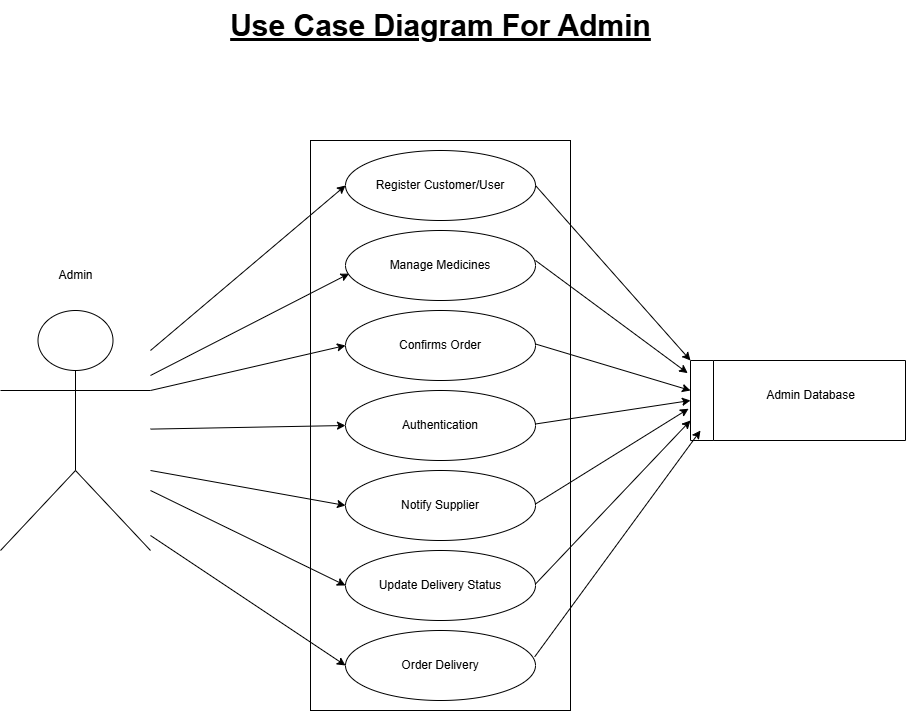 Use Case Diagram For Admin
Register Customer/User
Manage Medicines
Admin
Confirms Order
Admin Database
Authentication
Notify Supplier
Update Delivery Status
Order Delivery